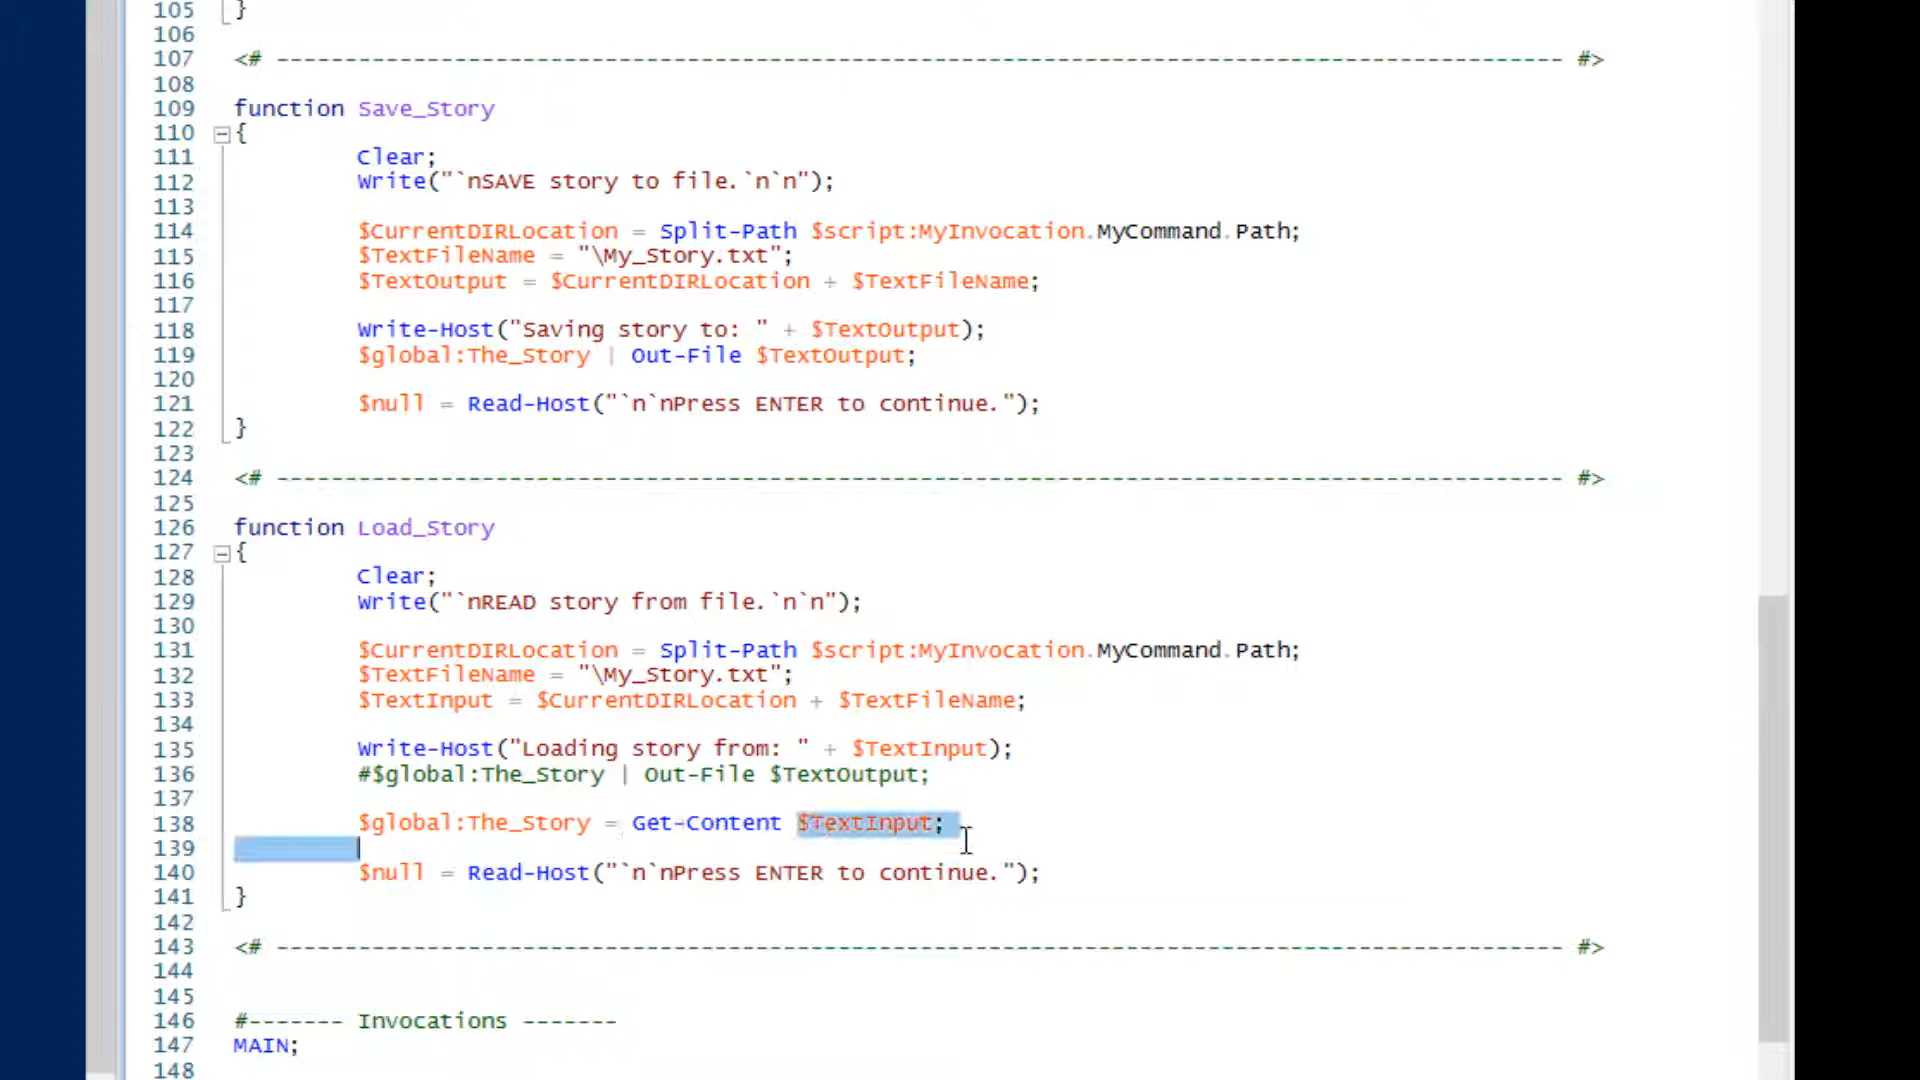 105 }
106
107 <# ---------------------------------------------------------------------------------------------- #>
108
109 function Save_Story
110 {
111 Clear;
112 Write("`nSAVE story to file.`n`n");
113
114 $CurrentDIRLocation = Split-Path $script:MyInvocation.MyCommand.Path;
115 $TextFileName = "\My_Story.txt";
116 $TextOutput = $CurrentDIRLocation + $TextFileName;
117
118 Write-Host("Saving story to: " + $TextOutput);
119 $global:The_Story | Out-File $TextOutput;
120
121 $null = Read-Host("`n`nPress ENTER to continue.");
122 }
123
124 <# ---------------------------------------------------------------------------------------------- #>
125
126 function Load_Story
127 {
128 Clear;
129 Write("`nREAD story from file.`n`n");
130
131 $CurrentDIRLocation = Split-Path $script:MyInvocation.MyCommand.Path;
132 $TextFileName = "\My_Story.txt";
133 $TextInput = $CurrentDIRLocation + $TextFileName;
134
135 Write-Host("Loading story from: " + $TextInput);
136 #$global:The_Story | Out-File $TextOutput;
137
138 $global:The_Story = Get-Content $TextInput;
139
140 $null = Read-Host("`n`nPress ENTER to continue.");
141 }
142
143 <# ---------------------------------------------------------------------------------------------- #>
144
145
146 #------- Invocations -------
147 MAIN;
148